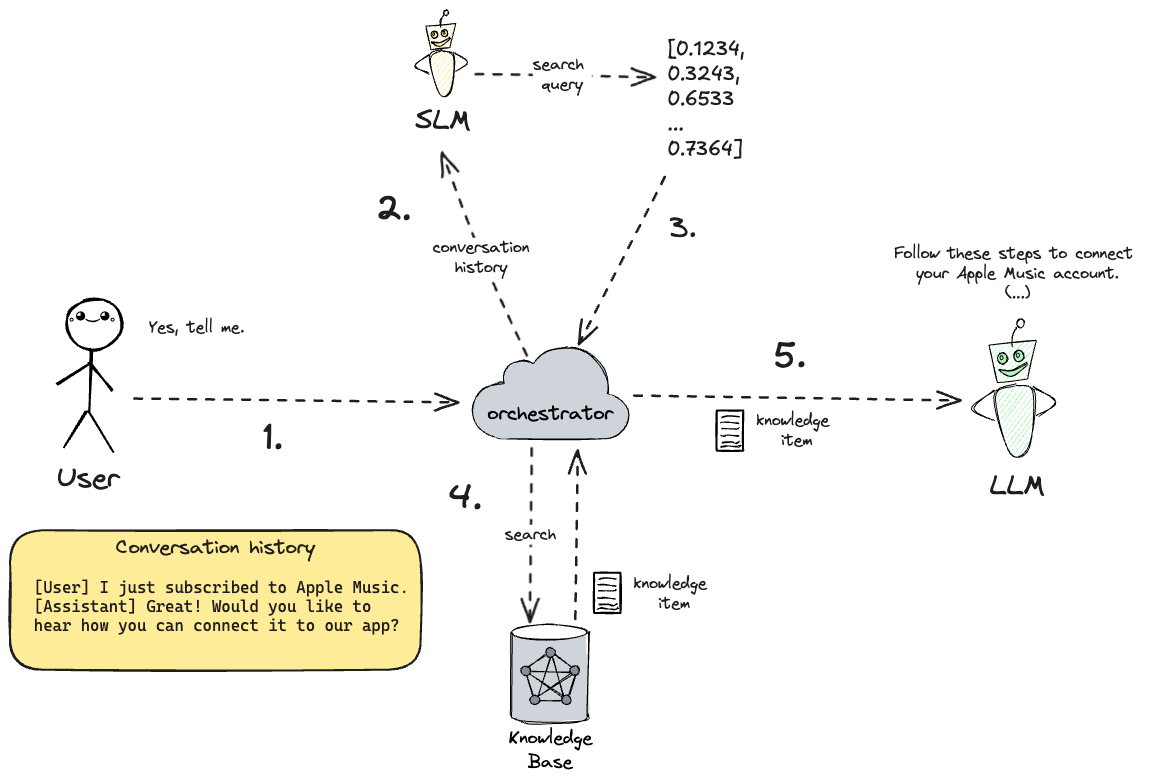 [0.1234,
0.3243,
0.6533
...
0.7364]
search
query
SLM
2.
3.
conversation
history
Follow these steps to connect
your Apple Music account.
(...)
Yes, tell me.
5.
orchestrator
1.
knowledge
item
User
LLM
4.
search
Conversation history
[User] I just subscribed to Apple Music.
[Assistant] Great! Would you like to
hear how you can connect it to our app?
knowledge
item
Knowledge
Base